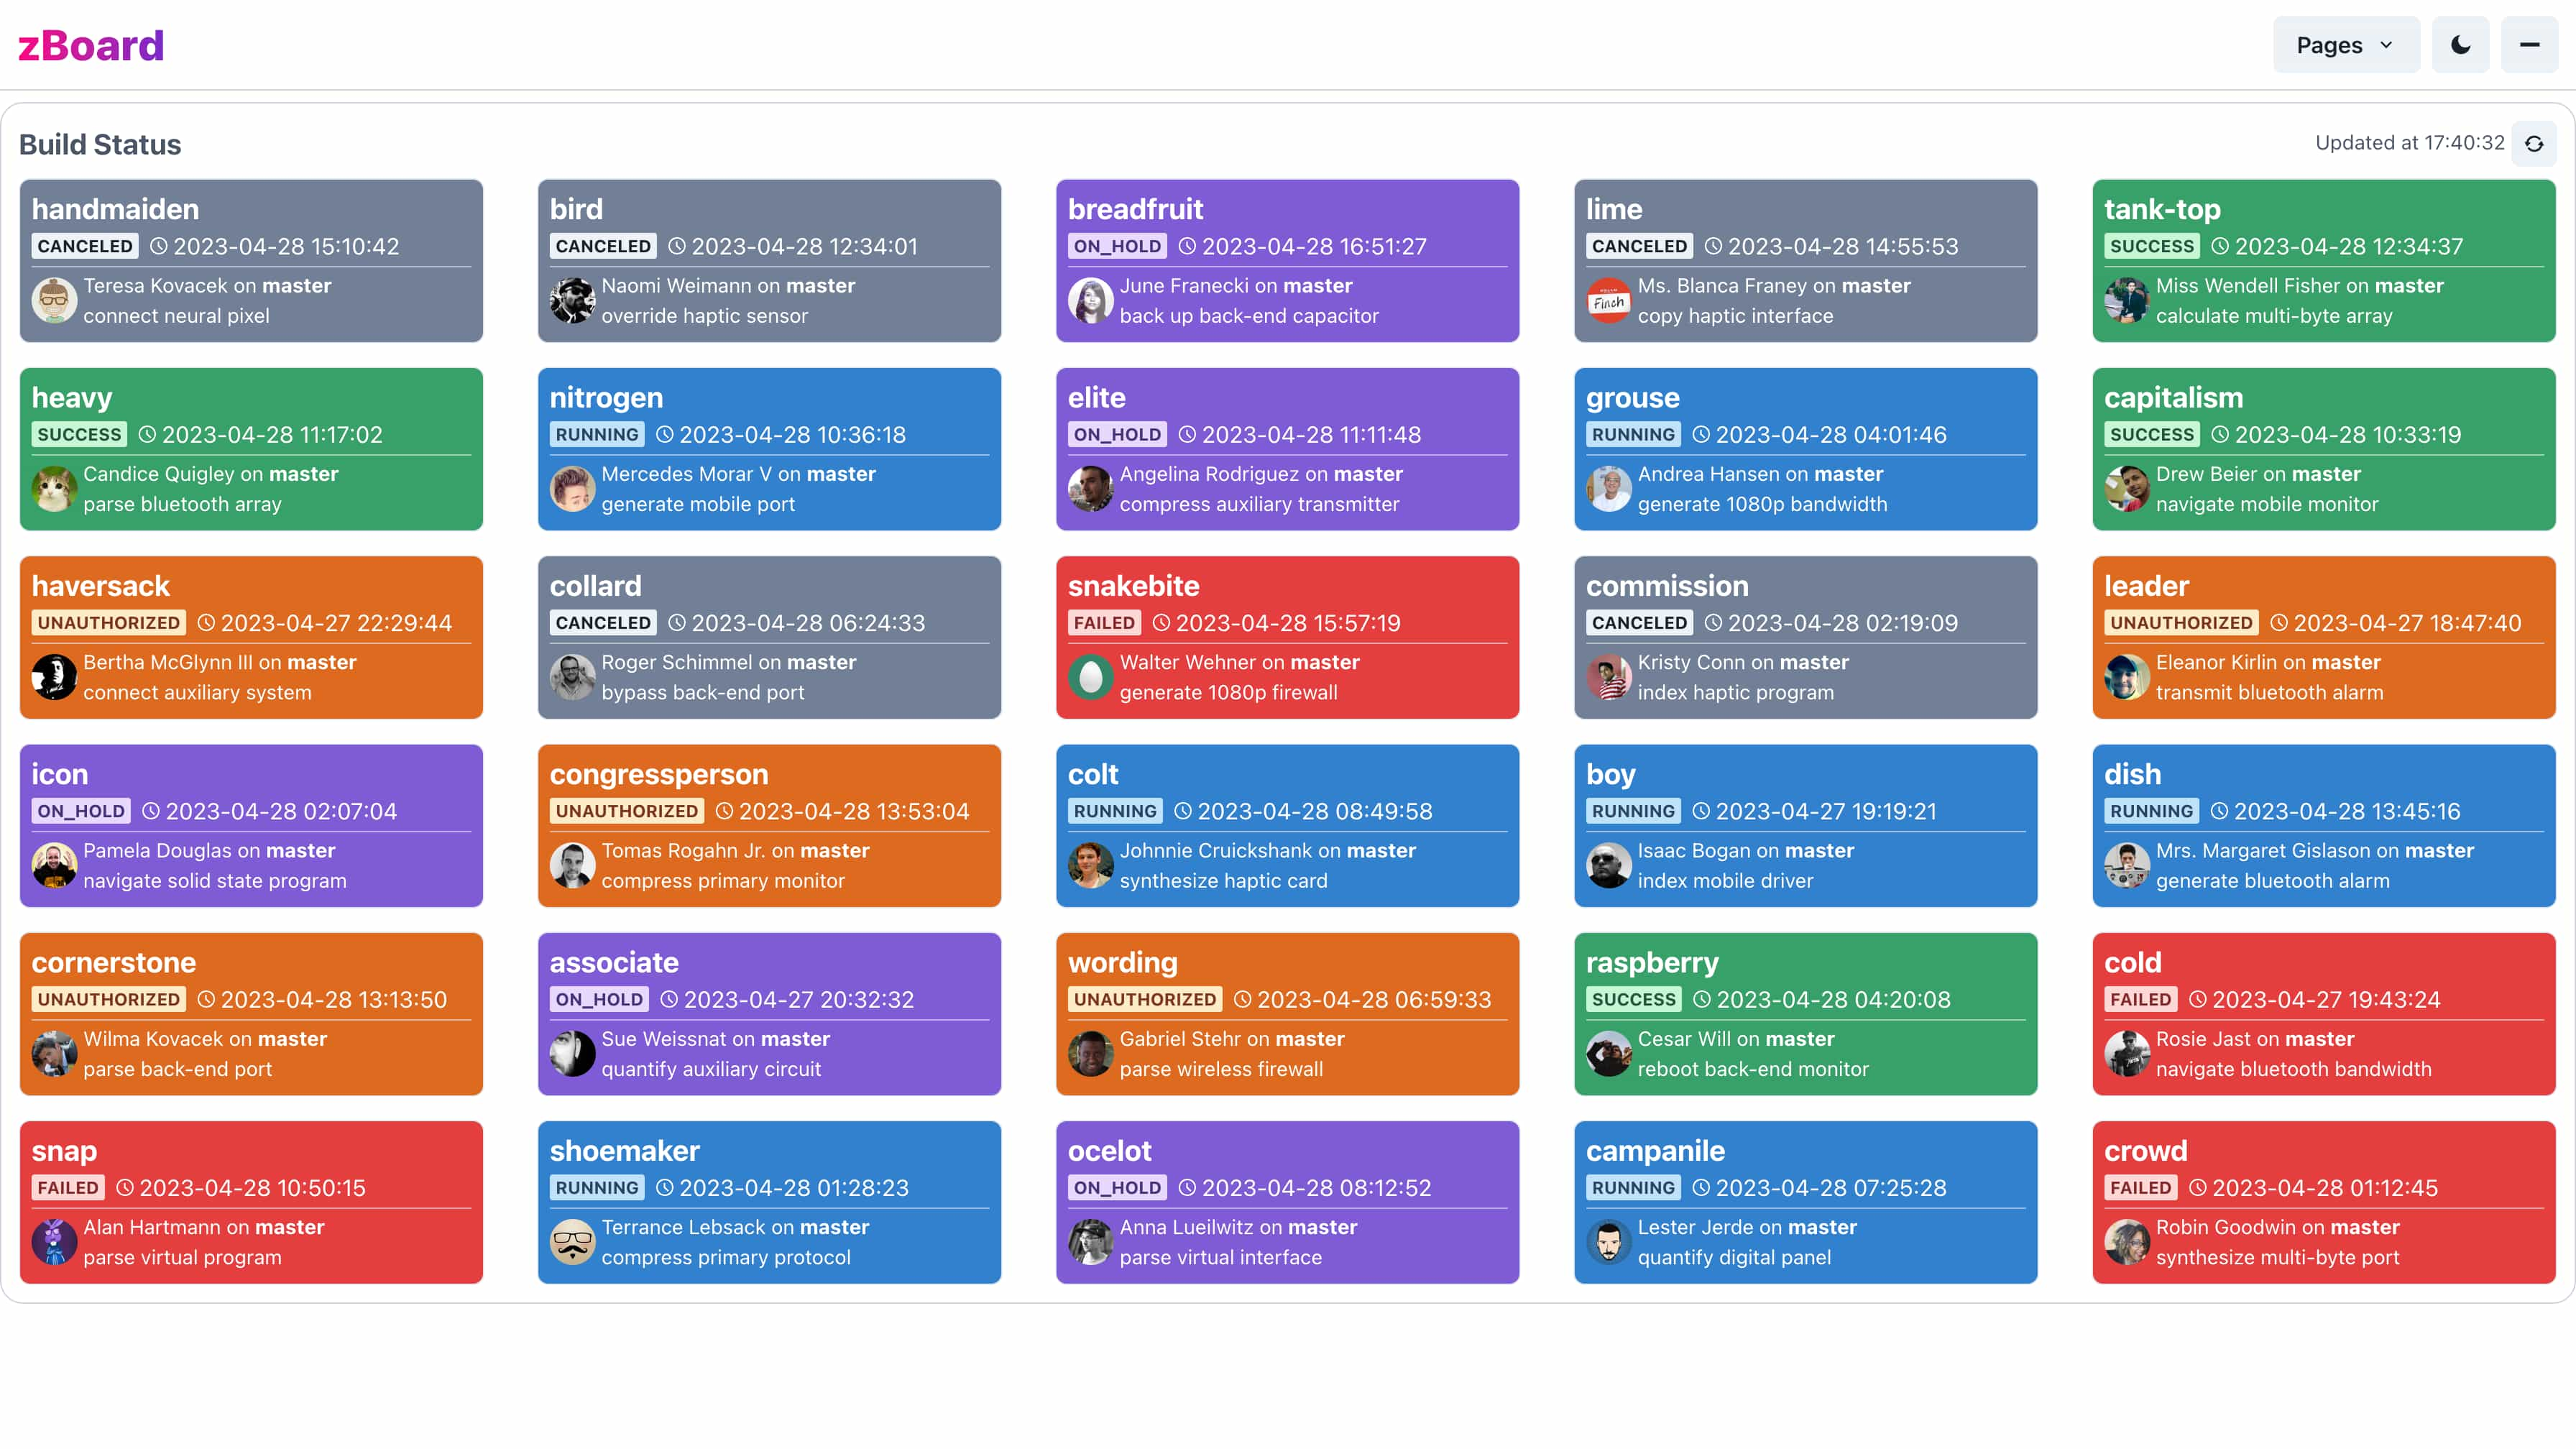 zBoard
Pages
Build Status
Updated at 17:40:32
handmaiden
CANCELED 2023-04-28 15:10:42
Teresa Kovacek on master
connect neural pixel
bird
CANCELED 2023-04-28 12:34:01
Naomi Weimann on master
override haptic sensor
breadfruit
ON_HOLD 2023-04-28 16:51:27
June Franecki on master
back up back-end capacitor
lime
CANCELED 2023-04-28 14:55:53
Finch
Ms. Blanca Franey on master
copy haptic interface
tank-top
SUCCESS 2023-04-28 12:34:37
Miss Wendell Fisher on master
calculate multi-byte array
heavy
SUCCESS 2023-04-28 11:17:02
Candice Quigley on master
parse bluetooth array
nitrogen
RUNNING 2023-04-28 10:36:18
Mercedes Morar V on master
generate mobile port
elite
ON_HOLD 2023-04-28 11:11:48
Angelina Rodriguez on master
compress auxiliary transmitter
grouse
RUNNING 2023-04-28 04:01:46
Andrea Hansen on master
generate 1080p bandwidth
capitalism
SUCCESS 2023-04-28 10:33:19
Drew Beier on master
navigate mobile monitor
haversack
UNAUTHORIZED 2023-04-27 22:29:44
Bertha McGlynn III on master
connect auxiliary system
collard
CANCELED 2023-04-28 06:24:33
Roger Schimmel on master
bypass back-end port
snakebite
FAILED 2023-04-28 15:57:19
Walter Wehner on master
generate 1080p firewall
commission
CANCELED 2023-04-28 02:19:09
Kristy Conn on master
index haptic program
leader
UNAUTHORIZED 2023-04-27 18:47:40
Eleanor Kirlin on master
transmit bluetooth alarm
icon
ON_HOLD 2023-04-28 02:07:04
Pamela Douglas on master
navigate solid state program
congressperson
UNAUTHORIZED 2023-04-28 13:53:04
Tomas Rogahn Jr. on master
compress primary monitor
colt
RUNNING 2023-04-28 08:49:58
Johnnie Cruickshank on master
synthesize haptic card
boy
RUNNING 2023-04-27 19:19:21
Isaac Bogan on master
index mobile driver
dish
RUNNING 2023-04-28 13:45:16
Mrs. Margaret Gislason on master
generate bluetooth alarm
cornerstone
UNAUTHORIZED 2023-04-28 13:13:50
Wilma Kovacek on master
parse back-end port
associate
ON_HOLD 2023-04-27 20:32:32
Sue Weissnat on master
quantify auxiliary circuit
wording
UNAUTHORIZED 2023-04-28 06:59:33
Gabriel Stehr on master
parse wireless firewall
raspberry
SUCCESS 2023-04-28 04:20:08
Cesar Will on master
reboot back-end monitor
cold
FAILED 2023-04-27 19:43:24
Rosie Jast on master
navigate bluetooth bandwidth
snap
FAILED 2023-04-28 10:50:15
Alan Hartmann on master
parse virtual program
shoemaker
RUNNING 2023-04-28 01:28:23
Terrance Lebsack on master
compress primary protocol
ocelot
ON_HOLD 2023-04-28 08:12:52
Anna Lueilwitz on master
parse virtual interface
campanile
RUNNING 2023-04-28 07:25:28
Lester Jerde on master
quantify digital panel
crowd
FAILED 2023-04-28 01:12:45
Robin Goodwin on master
synthesize multi-byte port